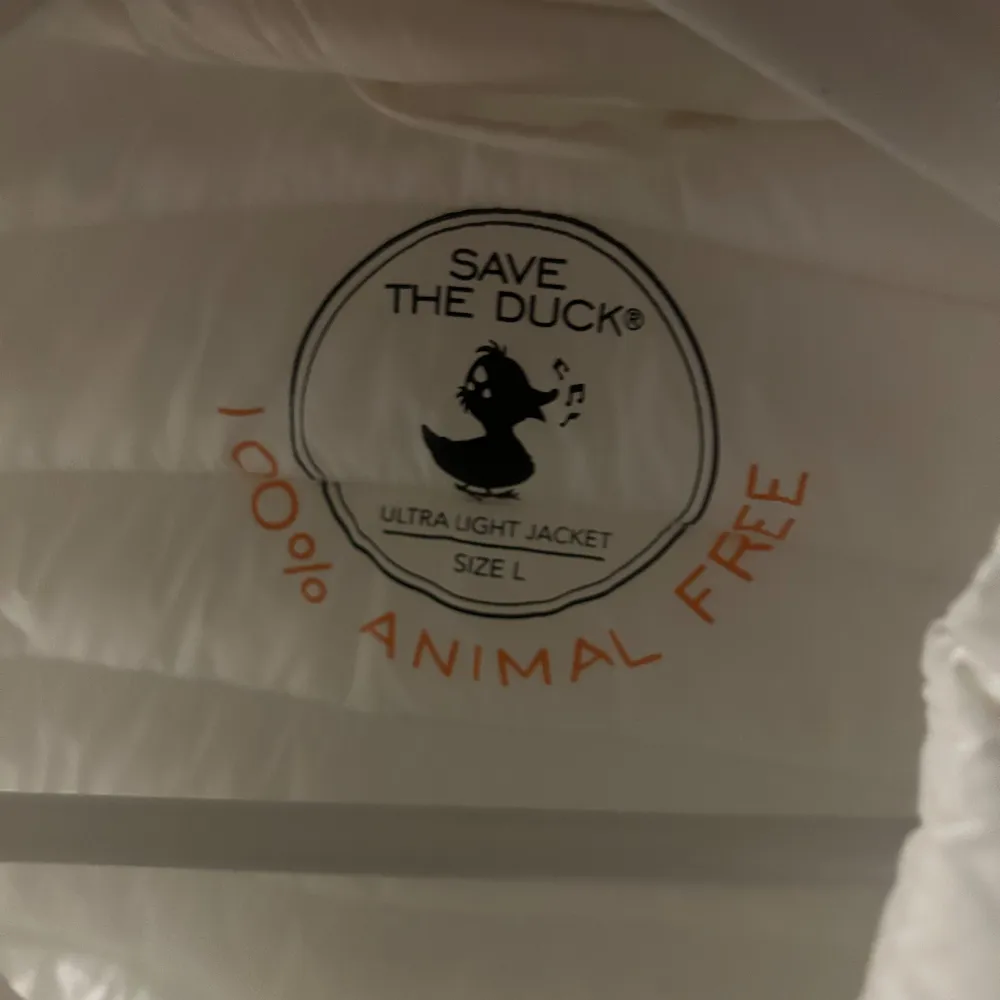 SAVE
THE DUCK®
ULTRA LIGHT JACKET
SIZE L
100% ANIMAL FREE